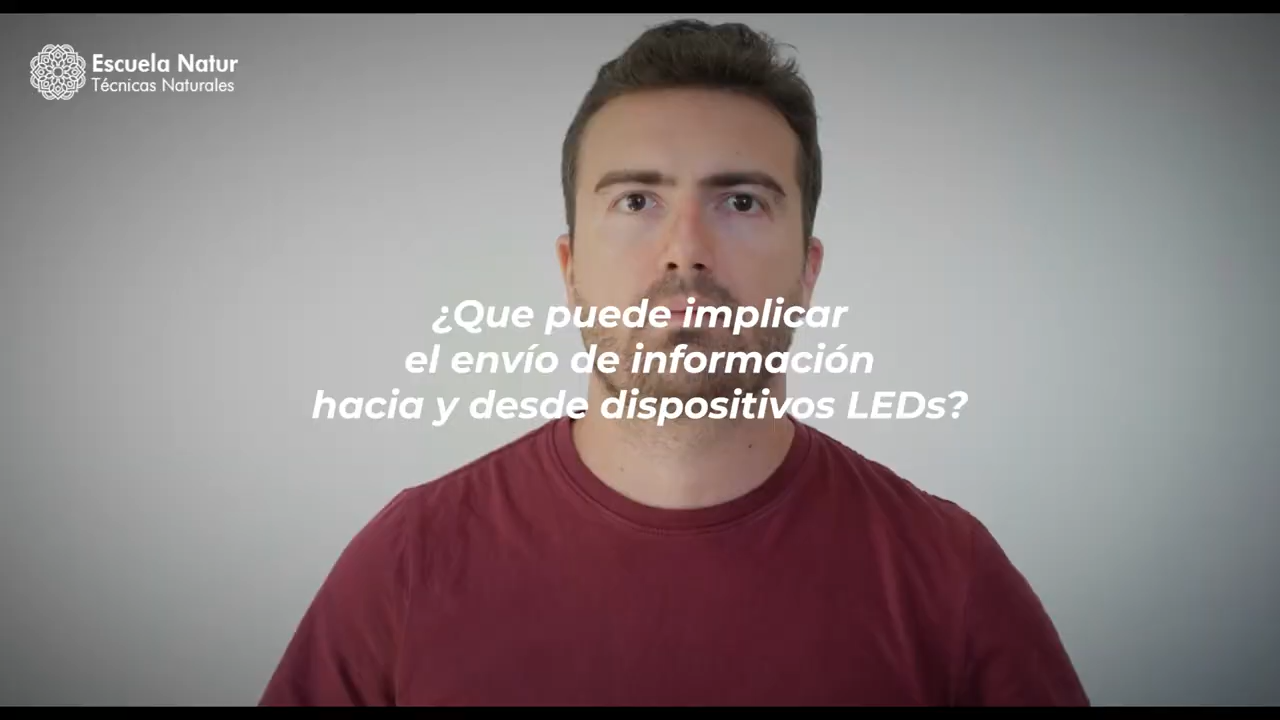 Escuela Natur
Técnicas Naturales
¿Que puede implicar
el envío de información
hacia y desde dispositivos LEDs?